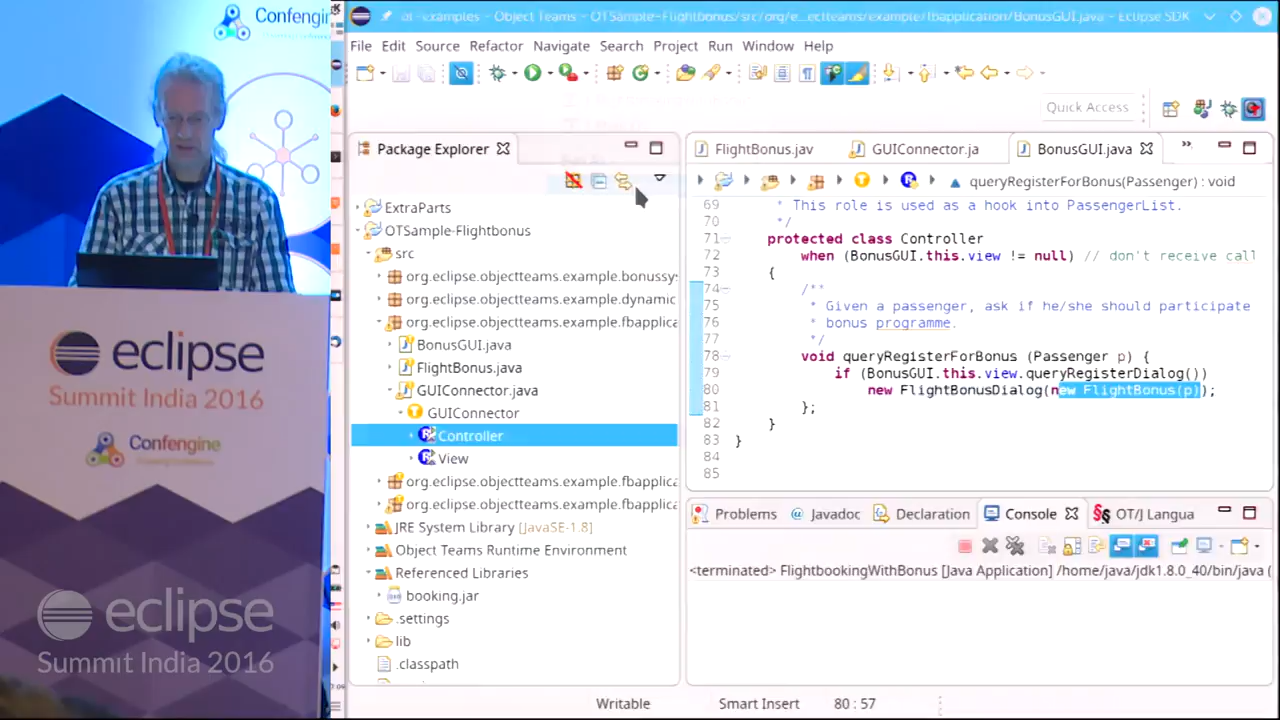 Confengin
ot - examples - Object Teams - OTSample-Flightbonus/src/org/e...eclteams/example/fbapplication/BonusGUI.java - Eclipse SDK
File Edit Source Refactor Navigate Search Project Run Window Help
Quick Access
Package Explorer
FlightBonus.jav
GUIConnector.ja
BonusGUI.java
queryRegisterForBonus(Passenger) : void
ExtraParts
OTSample-Flightbonus
src
org.eclipse.objectteams.example.bonussy
org.eclipse.objectteams.example.dynamic
org.eclipse.objectteams.example.fbapplica
BonusGUI.java
FlightBonus.java
GUIConnector.java
GUIConnector
Controller
View
org.eclipse.objectteams.example.fbapplica
org.eclipse.objectteams.example.fbapplica
JRE System Library [JavaSE-1.8]
Object Teams Runtime Environment
Referenced Libraries
booking.jar
.settings
lib
.classpath
69 * This role is used as a hook into PassengerList.
70 */
71 protected class Controller
72 when (BonusGUI.this.view != null) // don't receive call
73 {
74 /**
75 * Given a passenger, ask if he/she should participate
76 * bonus programme.
77 */
78 void queryRegisterForBonus (Passenger p) {
79 if (BonusGUI.this.view.queryRegisterDialog())
80 new FlightBonusDialog(new FlightBonus(p));
81 };
82 }
83 }
84
85
Problems
@ Javadoc
Declaration
Console
OT/J Langua
<terminated> FlightbookingWithBonus [Java Application] /home/java/jdk1.8.0_40/bin/java (
Writable
Smart Insert
80 : 57
eclipse
Summit India 2016
Confengine
eclipse
Summit India 2016